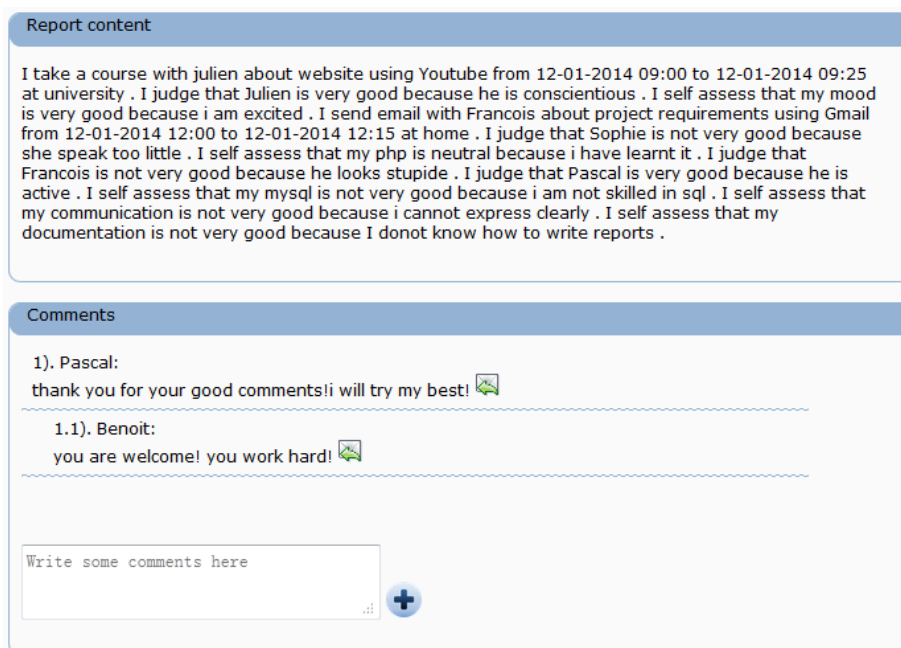 Report content
I take a course with julien about website using Youtube from 12-01-2014 09:00 to 12-01-2014 09:25
at university . I judge that Julien is very good because he is conscientious . I self assess that my mood
is very good because i am excited . I send email with Francois about project requirements using Gmail
from 12-01-2014 12:00 to 12-01-2014 12:15 at home . I judge that Sophie is not very good because
she speak too little . I self assess that my php is neutral because i have learnt it . I judge that
Francois is not very good because he looks stupide . I judge that Pascal is very good because he is
active . I self assess that my mysql is not very good because i am not skilled in sql . I self assess that
my communication is not very good because i cannot express clearly . I self assess that my
documentation is not very good because I donot know how to write reports .
Comments
1). Pascal:
thank you for your good comments!i will try my best!
1.1). Benoit:
you are welcome! you work hard!
Write some comments here